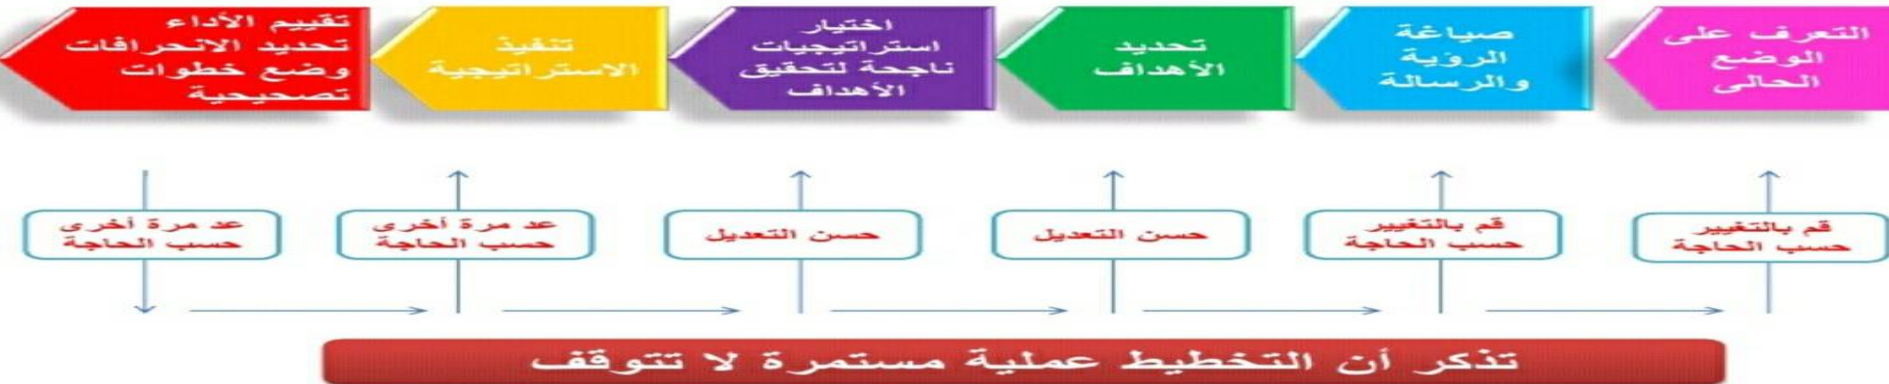 التعرف على
الوضع
الحالى
صياغة
الرؤية
والرسالة
تحديد
الأهداف
اختيار
استراتيجيات
ناجحة لتحقيق
الأهداف
تنفيذ
الاستراتيجية
تقييم الأداء
تحديد الانحرافات
وضع خطوات
تصحيحية
قم بالتغيير
حسب الحاجة
قم بالتغيير
حسب الحاجة
حسن التعديل
حسن التعديل
عد مرة أخرى
حسب الحاجة
عد مرة أخرى
حسب الحاجة
تذكر أن التخطيط عملية مستمرة لا تتوقف